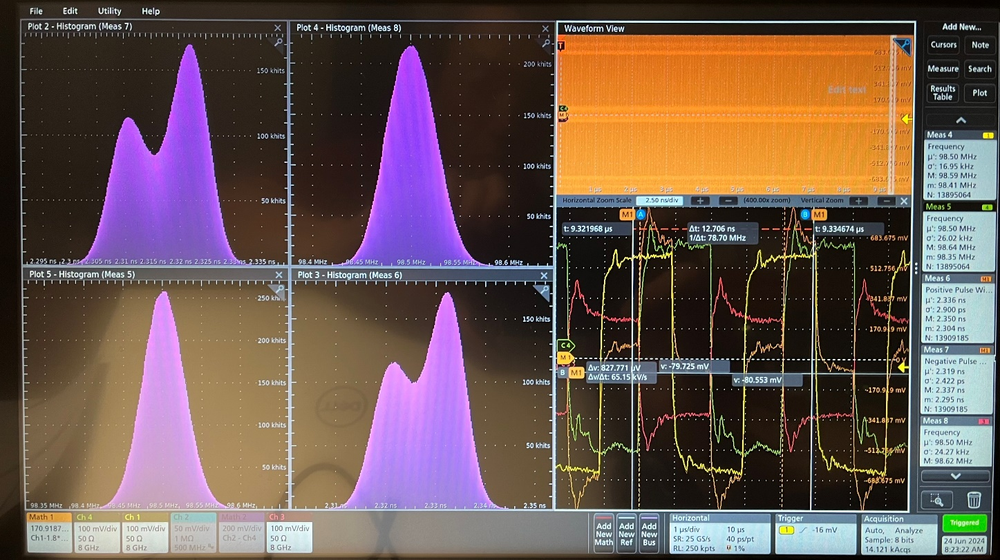 File Edit Utility Help
Plot 2 - Histogram (Meas 7)
150 khits
100 khits
50 khits
2.295 ns 2.3 ns 2.305 ns 2.31 ns 2.315 ns 2.32 ns 2.325 ns 2.33 ns 2.335 ns
Plot 4 - Histogram (Meas 8)
200 khits
150 khits
100 khits
50 khits
98.4 MHz 98.45 MHz 98.5 MHz 98.55 MHz 98.6 MHz
Plot 5 - Histogram (Meas 5)
250 khits
200 khits
150 khits
100 khits
50 khits
98.35 MHz 98.4 MHz 98.45 MHz 98.5 MHz 98.55 MHz 98.6 MHz
Plot 3 - Histogram (Meas 6)
150 khits
100 khits
50 khits
2.31 ns 2.32 ns 2.33 ns 2.34 ns 2.35 ns
DELL
Waveform View
T
683.675 mV
512.756 mV
341.837 mV
Edit text
170.919 mV
C4
M1
-170.919 mV
-341.837 mV
-512.756 mV
-683.675 mV
1 µs 2 µs 3 µs 4 µs 5 µs 6 µs 7 µs 8 µs 9 µs
Horizontal Zoom Scale 2.50 ns/div + − (400.00x zoom) Vertical Zoom + −
M1 A B M1
t: 9.321968 µs
Δt: 12.706 ns
1/Δt: 78.70 MHz
t: 9.334674 µs
683.675 mV
512.756 mV
341.837 mV
170.919 mV
C4
M1
0 V
B M1
Δv: 827.771 µV
Δv/Δt: 65.15 kV/s
v: -79.725 mV
v: -80.553 mV
-170.919 mV
-341.837 mV
-512.756 mV
-683.675 mV
Add New...
Cursors Note
Measure Search
Results Table Plot
Meas 4 1
Frequency
µ': 98.50 MHz
σ': 16.95 kHz
M: 98.59 MHz
m: 98.41 MHz
N: 13895064
Meas 5 4
Frequency
µ': 98.50 MHz
σ': 26.02 kHz
M: 98.64 MHz
m: 98.35 MHz
N: 13895064
Meas 6 M1
Positive Pulse Wi...
µ': 2.336 ns
σ': 2.900 ps
M: 2.350 ns
m: 2.304 ns
N: 13909185
Meas 7 M1
Negative Pulse ...
µ': 2.319 ns
σ': 2.422 ps
M: 2.337 ns
m: 2.295 ns
N: 13909185
Meas 8 3
Frequency
µ': 98.50 MHz
σ': 24.27 kHz
M: 98.62 MHz
Math 1
170.9187...
Ch1-1.8*...
Ch 4
100 mV/div
50 Ω
8 GHz
Ch 1
100 mV/div
50 Ω
8 GHz
Ch 2
50 mV/div
1 MΩ
500 MHz
Math 2
200 mV/div
Ch2 - Ch4
Ch 3
100 mV/div
50 Ω
8 GHz
Add New Math
Add New Ref
Add New Bus
Horizontal
1 µs/div 10 µs
SR: 25 GS/s 40 ps/pt
RL: 250 kpts 1%
Trigger
1 -16 mV
Acquisition
Auto, Analyze
Sample: 8 bits
14.121 kAcqs
Triggered
24 Jun 2024
8:23:22 AM